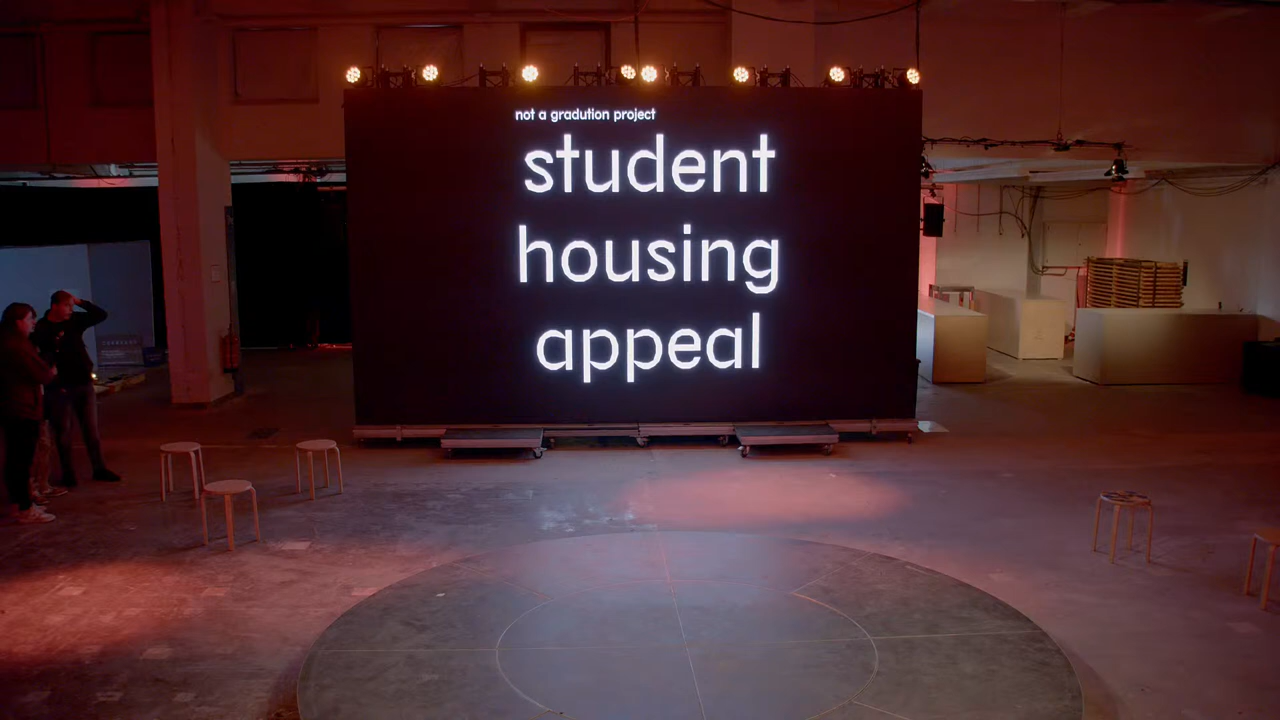 not a gradution project
student
housing
appeal